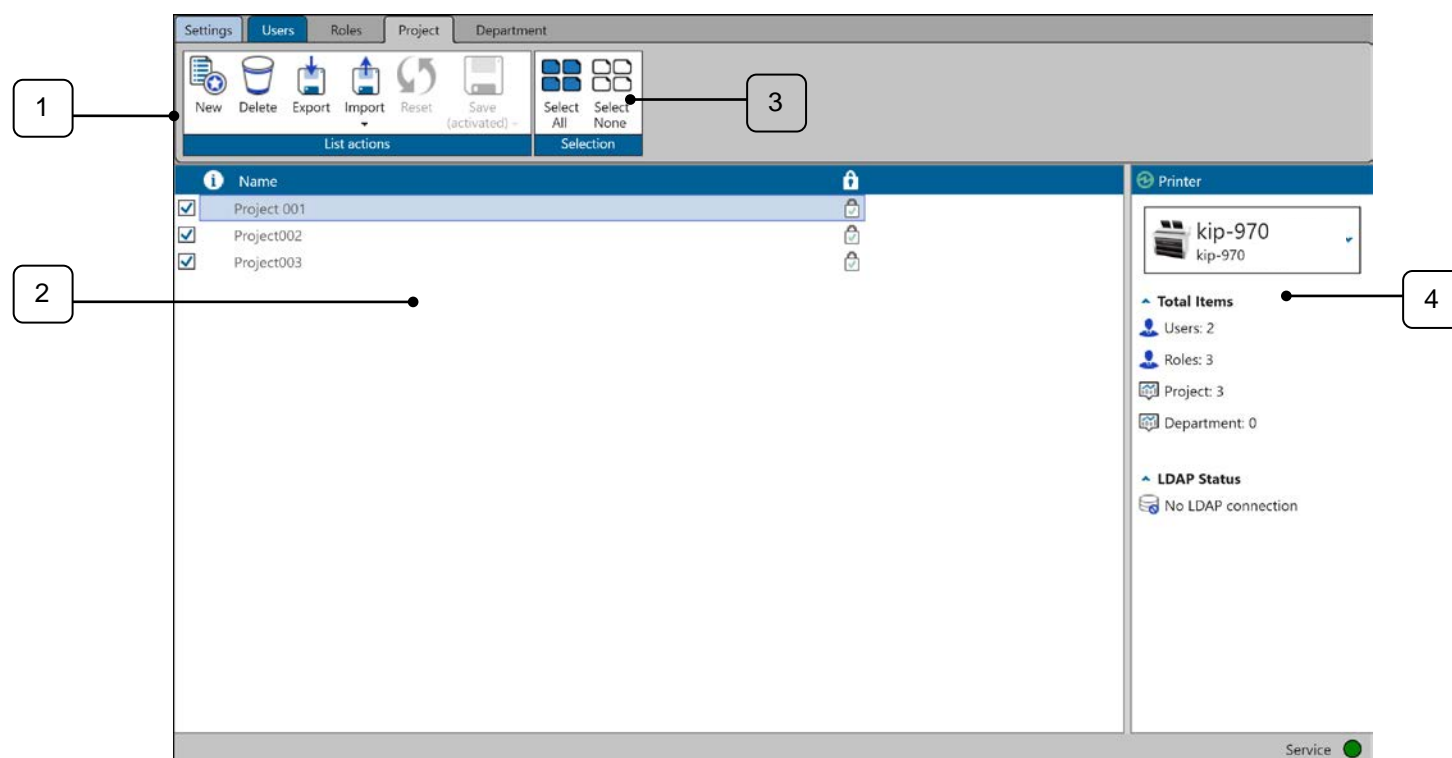 Settings Users Roles Project Department
1
New Delete Export Import Reset Save (activated)
Select All Select None
3
List actions Selection
Name
Printer
Project 001
Project002
Project003
kip-970
kip-970
2
4
Total Items
Users: 2
Roles: 3
Project: 3
Department: 0
LDAP Status
No LDAP connection
Service